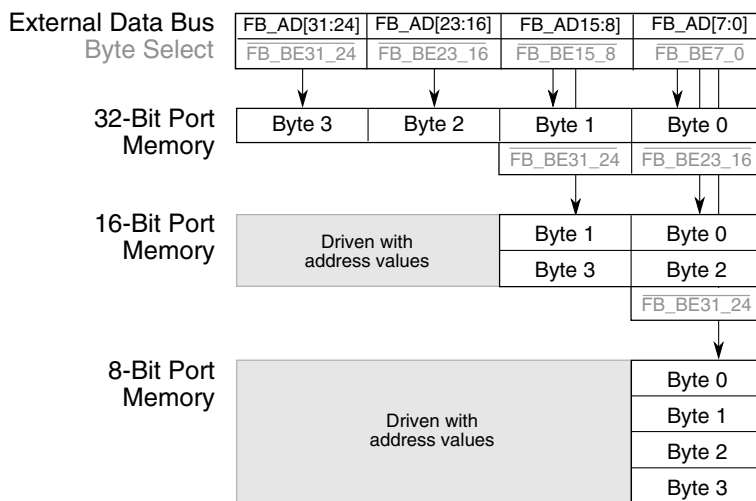 External Data Bus FB_AD[31:24] FB_AD[23:16] FB_AD15:8] FB_AD[7:0]
Byte Select FB_BE31_24 FB_BE23_16 FB_BE15_8 FB_BE7_0
32-Bit Port Byte 3 Byte 2 Byte 1 Byte 0
Memory
FB_BE31_24 FB_BE23_16
16-Bit Port Byte 1 Byte 0
Memory
Driven with
address values
Byte 3 Byte 2
FB_BE31_24
8-Bit Port Byte 0
Memory
Byte 1
Driven with
address values
Byte 2
Byte 3